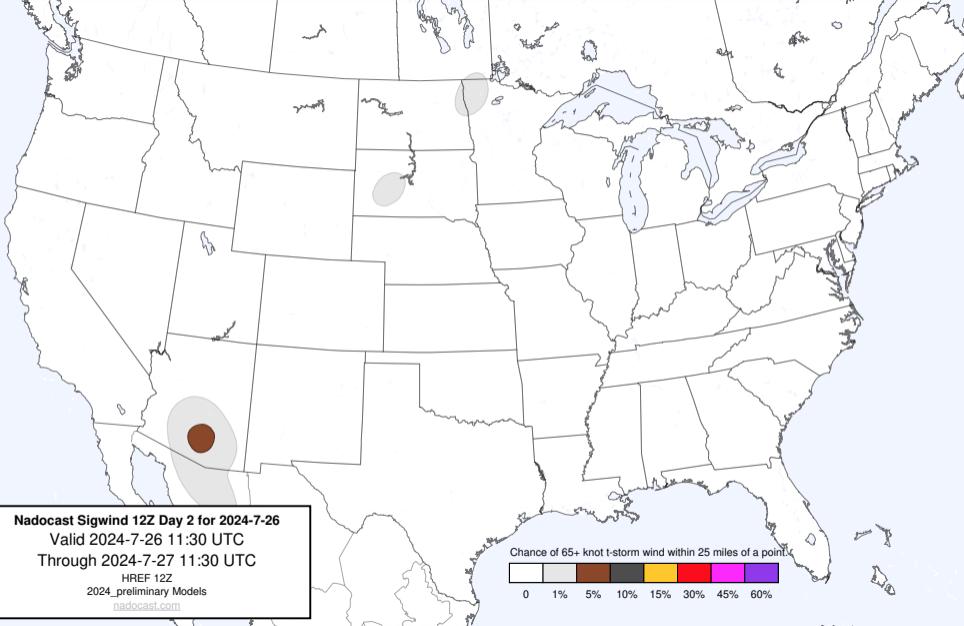 Nadocast Sigwind 12Z Day 2 for 2024-7-26
Valid 2024-7-26 11:30 UTC
Through 2024-7-27 11:30 UTC
HREF 12Z
2024_preliminary Models
nadocast.com
Chance of 65+ knot t-storm wind within 25 miles of a point.
0 1% 5% 10% 15% 30% 45% 60%